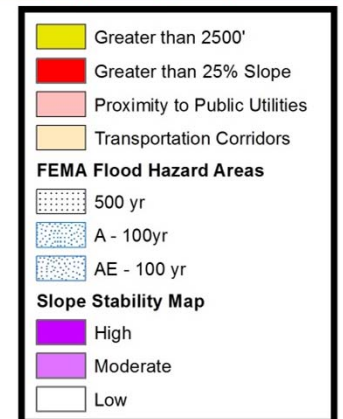 Greater than 2500'
Greater than 25% Slope
Proximity to Public Utilities
Transportation Corridors
FEMA Flood Hazard Areas
500 yr
A - 100yr
AE - 100 yr
Slope Stability Map
High
Moderate
Low